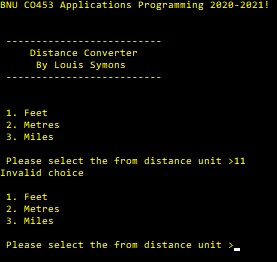 BNU CO453 Applications Programming 2020-2021!
--------------------------
Distance Converter
By Louis Symons
--------------------------
1. Feet
2. Metres
3. Miles
Please select the from distance unit >11
Invalid choice
1. Feet
2. Metres
3. Miles
Please select the from distance unit >